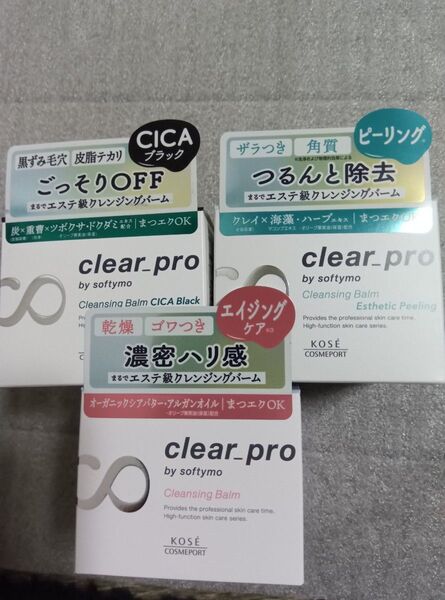 CICA
ブラック
黒ずみ毛穴 皮脂テカリ
ごっそりOFF
まるでエステ級クレンジングバーム
炭×重曹×ツボクサ・ドクダミエキス配合 まつエクOK
clear_pro
by softymo
Cleansing Balm CICA Black
ピーリング
ザラつき 角質
つるんと除去
まるでエステ級クレンジングバーム
クレイ×海藻・ハーブエキス まつエクOK
clear_pro
by softymo
Cleansing Balm
Esthetic Peeling
Provides the professional skin care time.
High-function skin care series.
KOSÉ
COSMEPORT
エイジング
ケア
乾燥 ゴワつき
濃密ハリ感
まるでエステ級クレンジングバーム
オーガニックシアバター・アルガンオイル まつエクOK
clear_pro
by softymo
Cleansing Balm
Provides the professional skin care time.
High-function skin care series.
KOSÉ
COSMEPORT